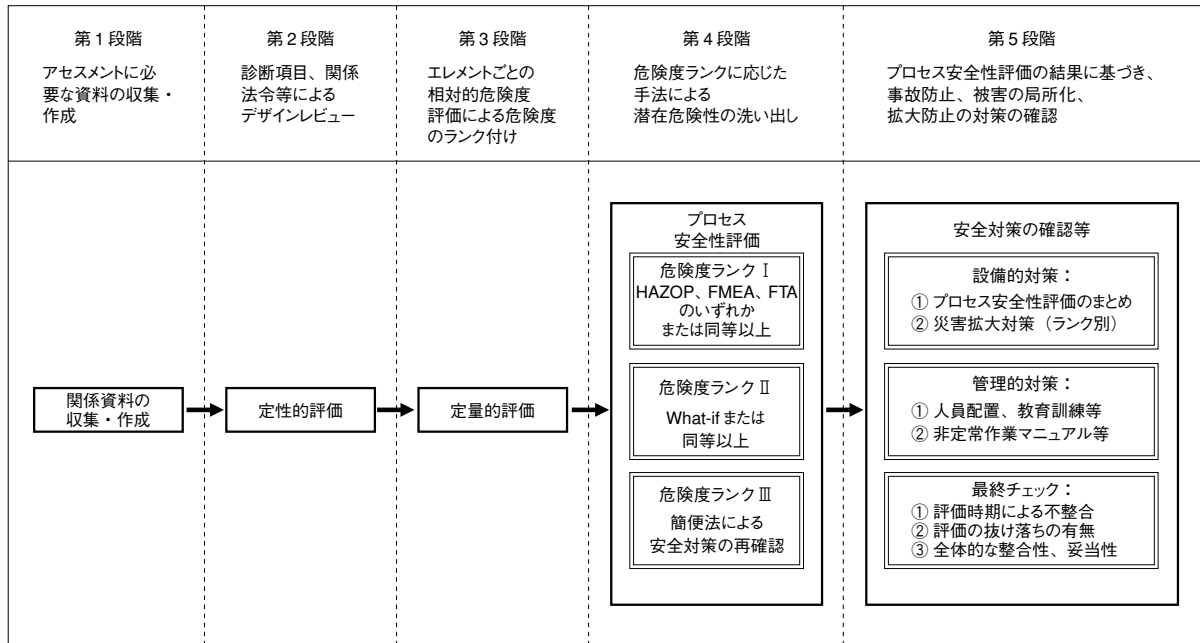 第1段階
アセスメントに必
要な資料の収集・
作成
第2段階
診断項目、関係
法令等による
デザインレビュー
第3段階
エレメントごとの
相対的危険度
評価による危険度
のランク付け
第4段階
危険度ランクに応じた
手法による
潜在危険性の洗い出し
第5段階
プロセス安全性評価の結果に基づき、
事故防止、被害の局所化、
拡大防止の対策の確認
関係資料の
収集・作成
定性的評価
定量的評価
プロセス
安全性評価
危険度ランクⅠ
HAZOP、FMEA、FTA
のいずれか
または同等以上
危険度ランクⅡ
What-if または
同等以上
危険度ランクⅢ
簡便法による
安全対策の再確認
安全対策の確認等
設備的対策：
① プロセス安全性評価のまとめ
② 災害拡大対策（ランク別）
管理的対策：
① 人員配置、教育訓練等
② 非定常作業マニュアル等
最終チェック：
① 評価時期による不整合
② 評価の抜け落ちの有無
③ 全体的な整合性、妥当性